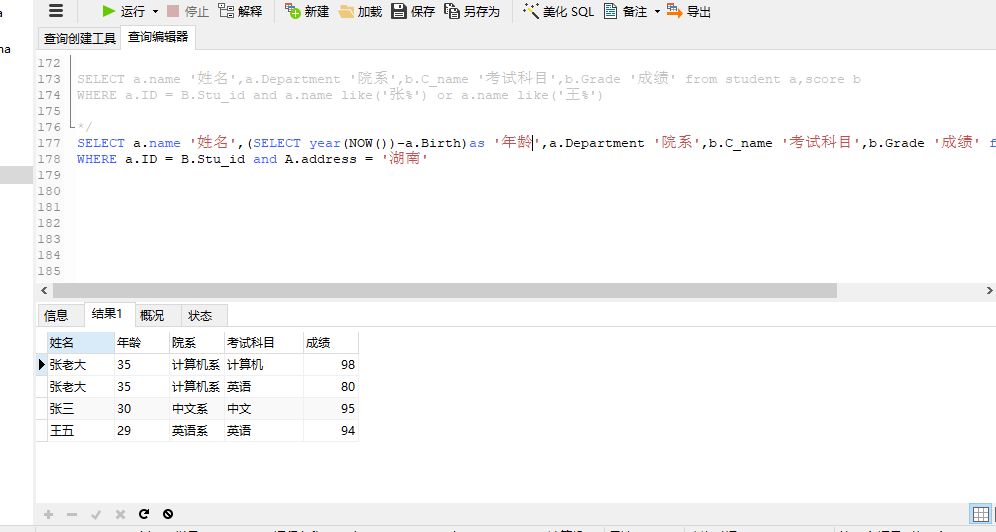 运行 停止 解释 新建 加载 保存 另存为 美化 SQL 备注 导出
查询创建工具 查询编辑器
172
173 SELECT a.name '姓名',a.Department '院系',b.C_name '考试科目',b.Grade '成绩' from student a,score b
174 WHERE a.ID = B.Stu_id and a.name like('张%') or a.name like('王%')
175
176 */
177 SELECT a.name '姓名',(SELECT year(NOW())-a.Birth)as '年龄',a.Department '院系',b.C_name '考试科目',b.Grade '成绩' f
178 WHERE a.ID = B.Stu_id and A.address = '湖南'
179
180
181
182
183
184
185
信息 结果1 概况 状态
姓名 年龄 院系 考试科目 成绩
张老大 35 计算机系 计算机 98
张老大 35 计算机系 英语 80
张三 30 中文系 中文 95
王五 29 英语系 英语 94